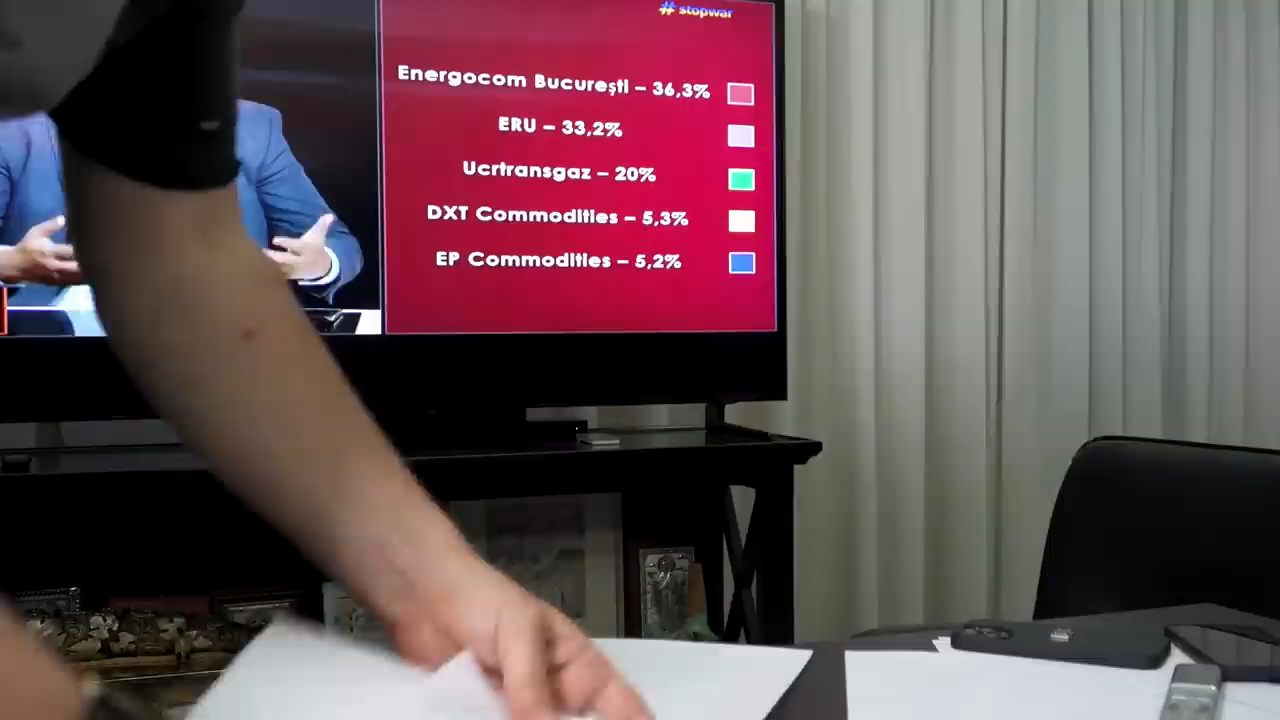 # stopwar
Energocom București – 36,3%
ERU – 33,2%
Ucrtransgaz – 20%
DXT Commodities – 5,3%
EP Commodities – 5,2%